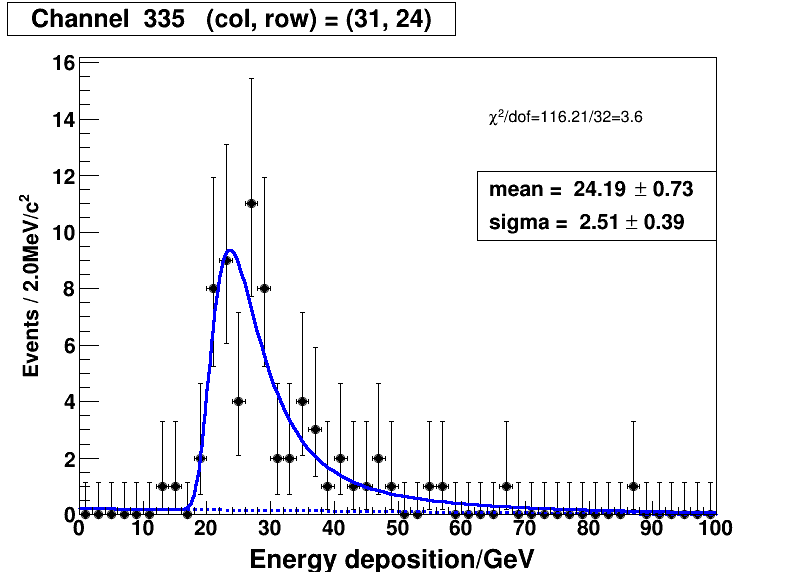 Channel  335   (col, row) = (31, 24)
χ²/dof=116.21/32=3.6
mean =  24.19 ± 0.73
sigma =  2.51 ± 0.39
Events / 2.0MeV/c²
16
14
12
10
8
6
4
2
0
0 10 20 30 40 50 60 70 80 90 100
Energy deposition/GeV